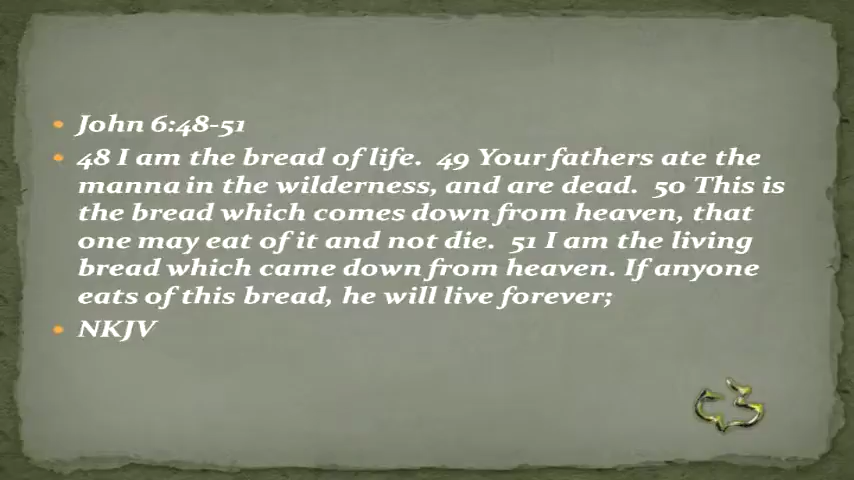 John 6:48-51
48 I am the bread of life.  49 Your fathers ate the
manna in the wilderness, and are dead.  50 This is
the bread which comes down from heaven, that
one may eat of it and not die.  51 I am the living
bread which came down from heaven. If anyone
eats of this bread, he will live forever;
NKJV